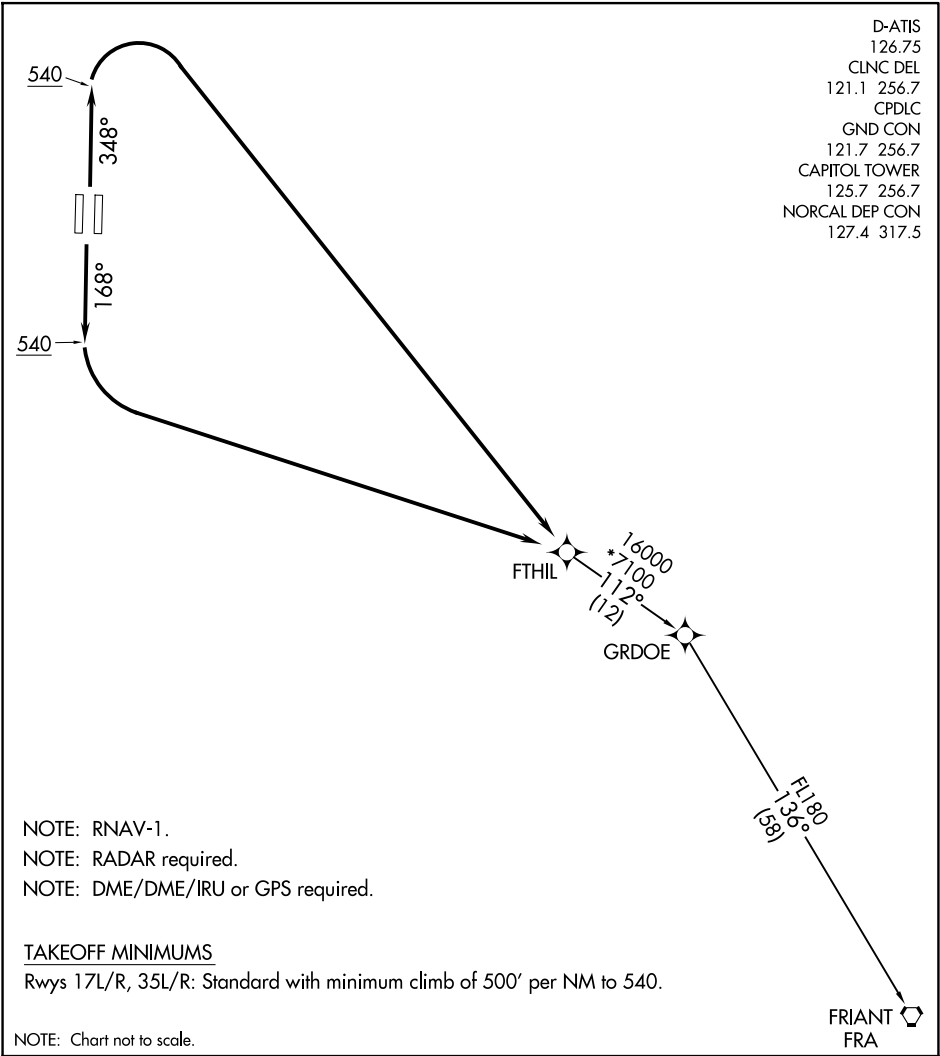 D-ATIS
126.75
CLNC DEL
121.1 256.7
CPDLC
GND CON
121.7 256.7
CAPITOL TOWER
125.7 256.7
NORCAL DEP CON
127.4 317.5
540
348°
168°
540
FTHIL
16000
*7100
112°
(12)
GRDOE
FL180
136°
(58)
NOTE: RNAV-1.
NOTE: RADAR required.
NOTE: DME/DME/IRU or GPS required.
TAKEOFF MINIMUMS
Rwys 17L/R, 35L/R: Standard with minimum climb of 500' per NM to 540.
NOTE: Chart not to scale.
FRIANT
FRA